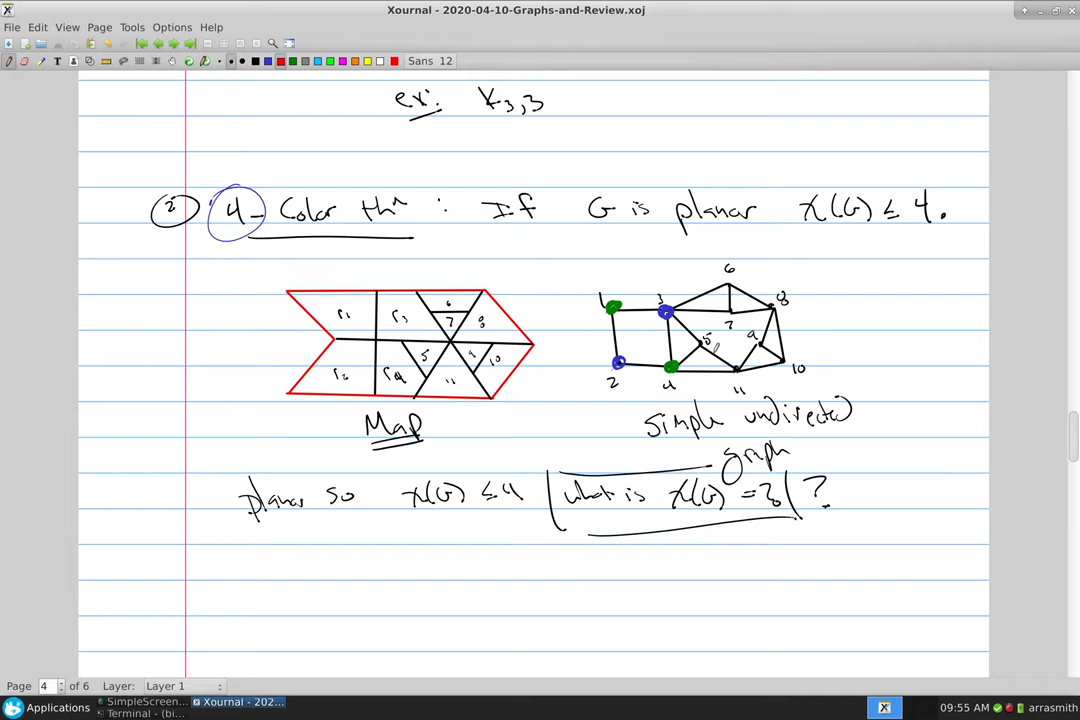 Xournal - 2020-04-10-Graphs-and-Review.xoj
File Edit View Page Tools Options Help
Sans 12
ex: K3,3
2 4- Color thm: If G is planar χ(G) ≤ 4.
r1 r3 6 7 8
r2 r4 5 11 9 10
Map
1 3 6 8
5 7 9
2 4 11 10
simple undirected
graph
planar so χ(G) ≤ 4 what is χ(G) = ?
Page 4 of 6 Layer: Layer 1
Applications
SimpleScreen...
Terminal - (bi...
Xournal - 202...
09:55 AM
arrasmith